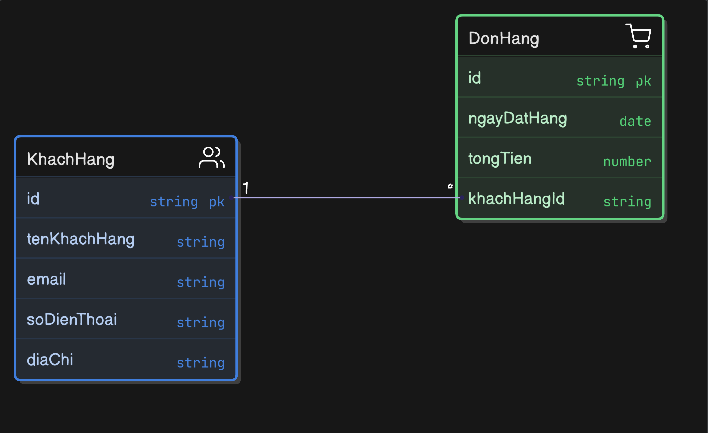 DonHang
id string pk
ngayDatHang date
tongTien number
khachHangId string
KhachHang
id string pk
tenKhachHang string
email string
soDienThoai string
diaChi string
1 *